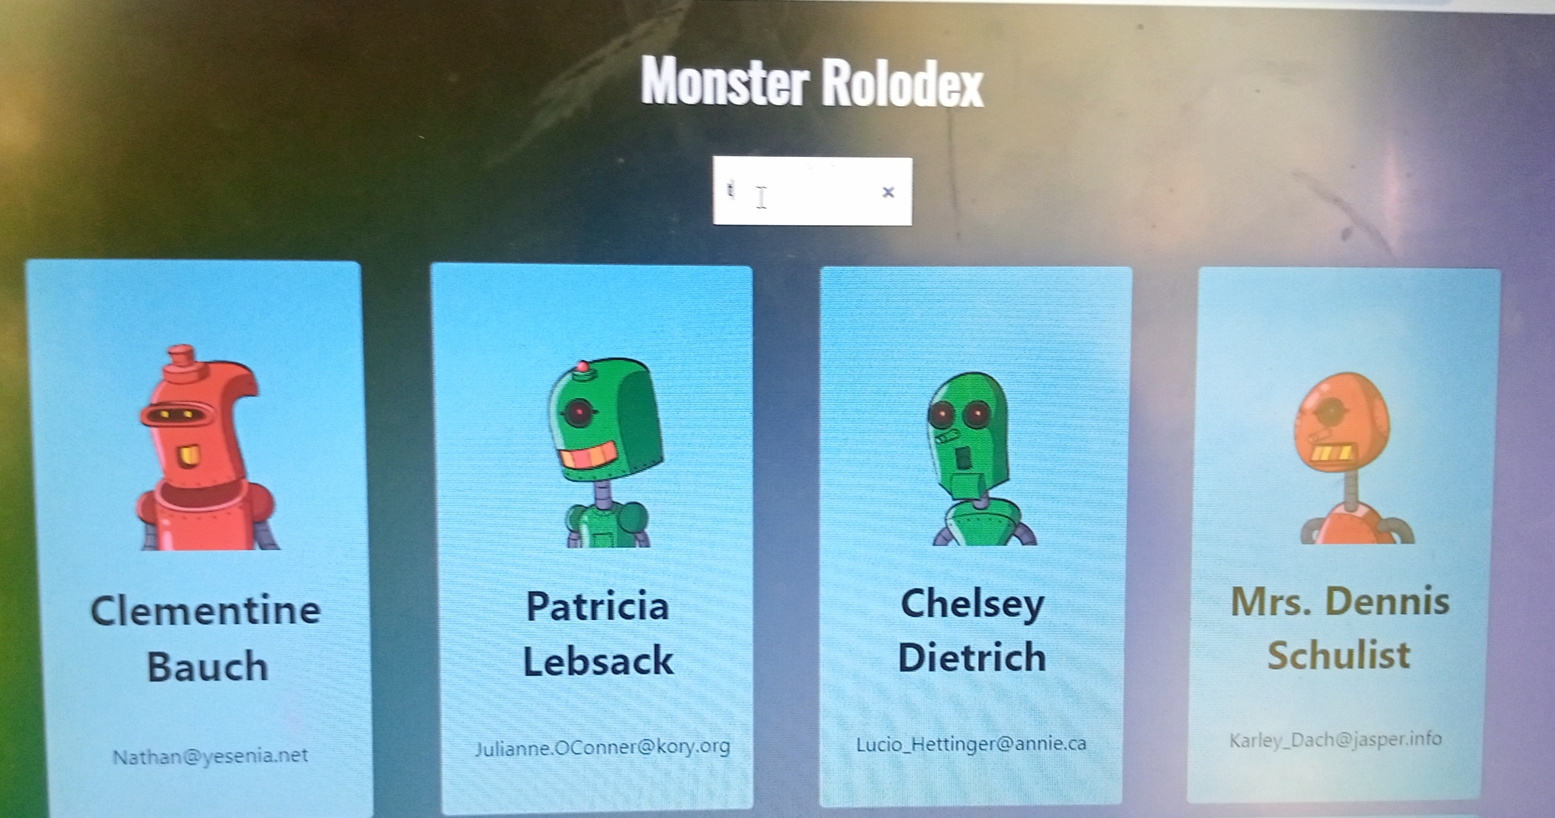 Monster Rolodex
t
Clementine
Bauch
Nathan@yesenia.net
Patricia
Lebsack
Julianne.OConner@kory.org
Chelsey
Dietrich
Lucio_Hettinger@annie.ca
Mrs. Dennis
Schulist
Karley_Dach@jasper.info